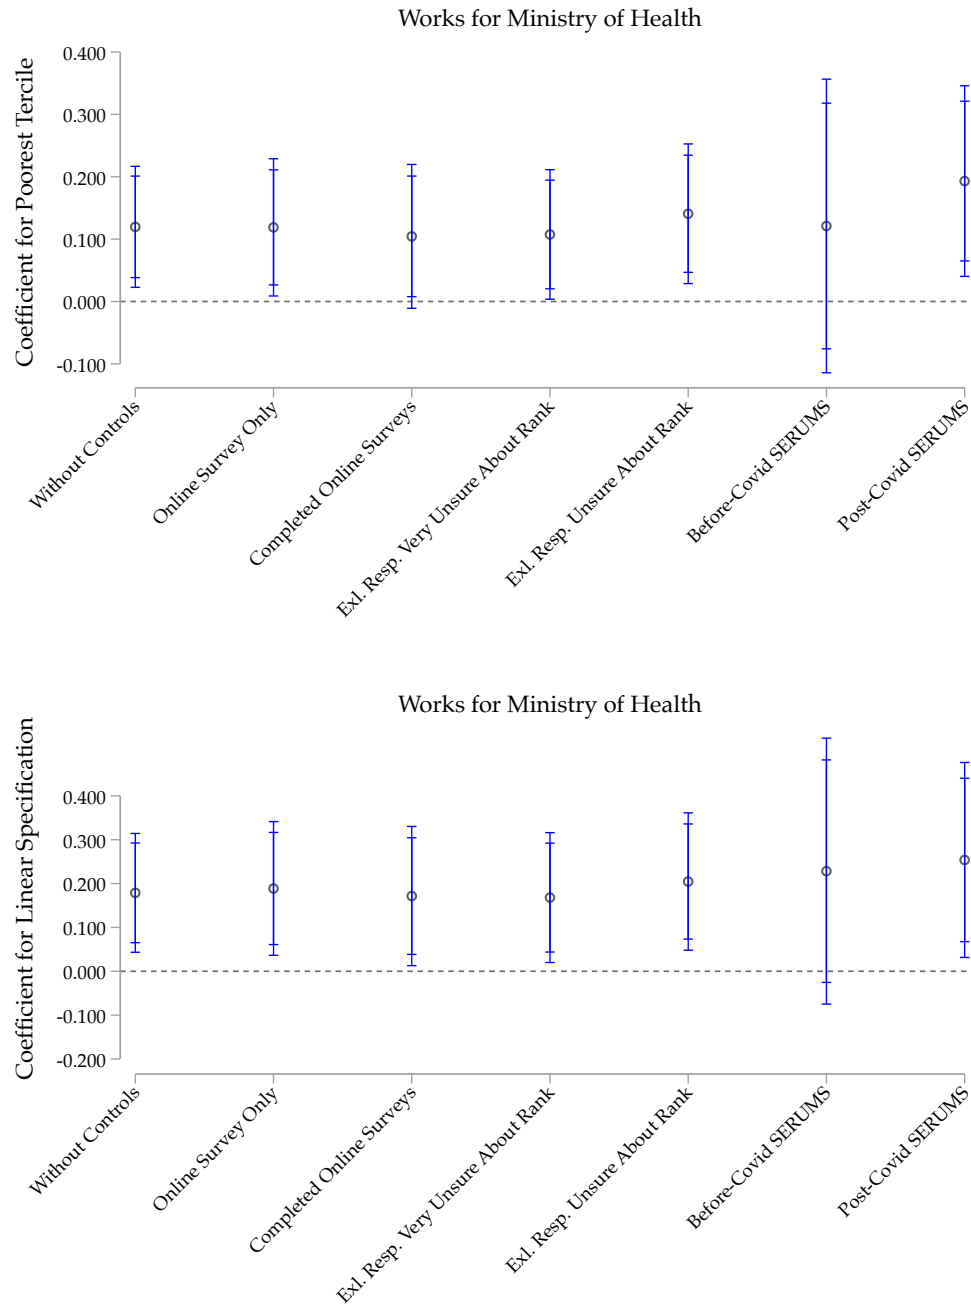 Works for Ministry of Health
Coefficient for Poorest Tercile
0.400
0.300
0.200
0.100
0.000
-0.100
Without Controls
Online Survey Only
Completed Online Surveys
Exl. Resp. Very Unsure About Rank
Exl. Resp. Unsure About Rank
Before-Covid SERUMS
Post-Covid SERUMS
Works for Ministry of Health
Coefficient for Linear Specification
0.400
0.300
0.200
0.100
0.000
-0.100
-0.200
Without Controls
Online Survey Only
Completed Online Surveys
Exl. Resp. Very Unsure About Rank
Exl. Resp. Unsure About Rank
Before-Covid SERUMS
Post-Covid SERUMS